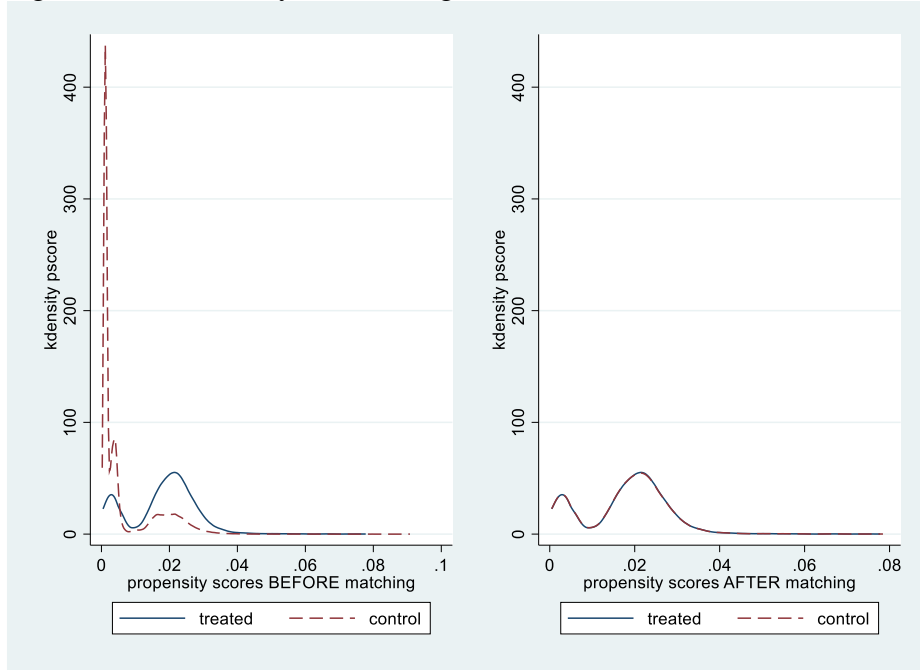 400
300
200
100
0
kdensity pscore
0 .02 .04 .06 .08 .1
propensity scores BEFORE matching
treated control
400
300
200
100
0
kdensity pscore
0 .02 .04 .06 .08
propensity scores AFTER matching
treated control